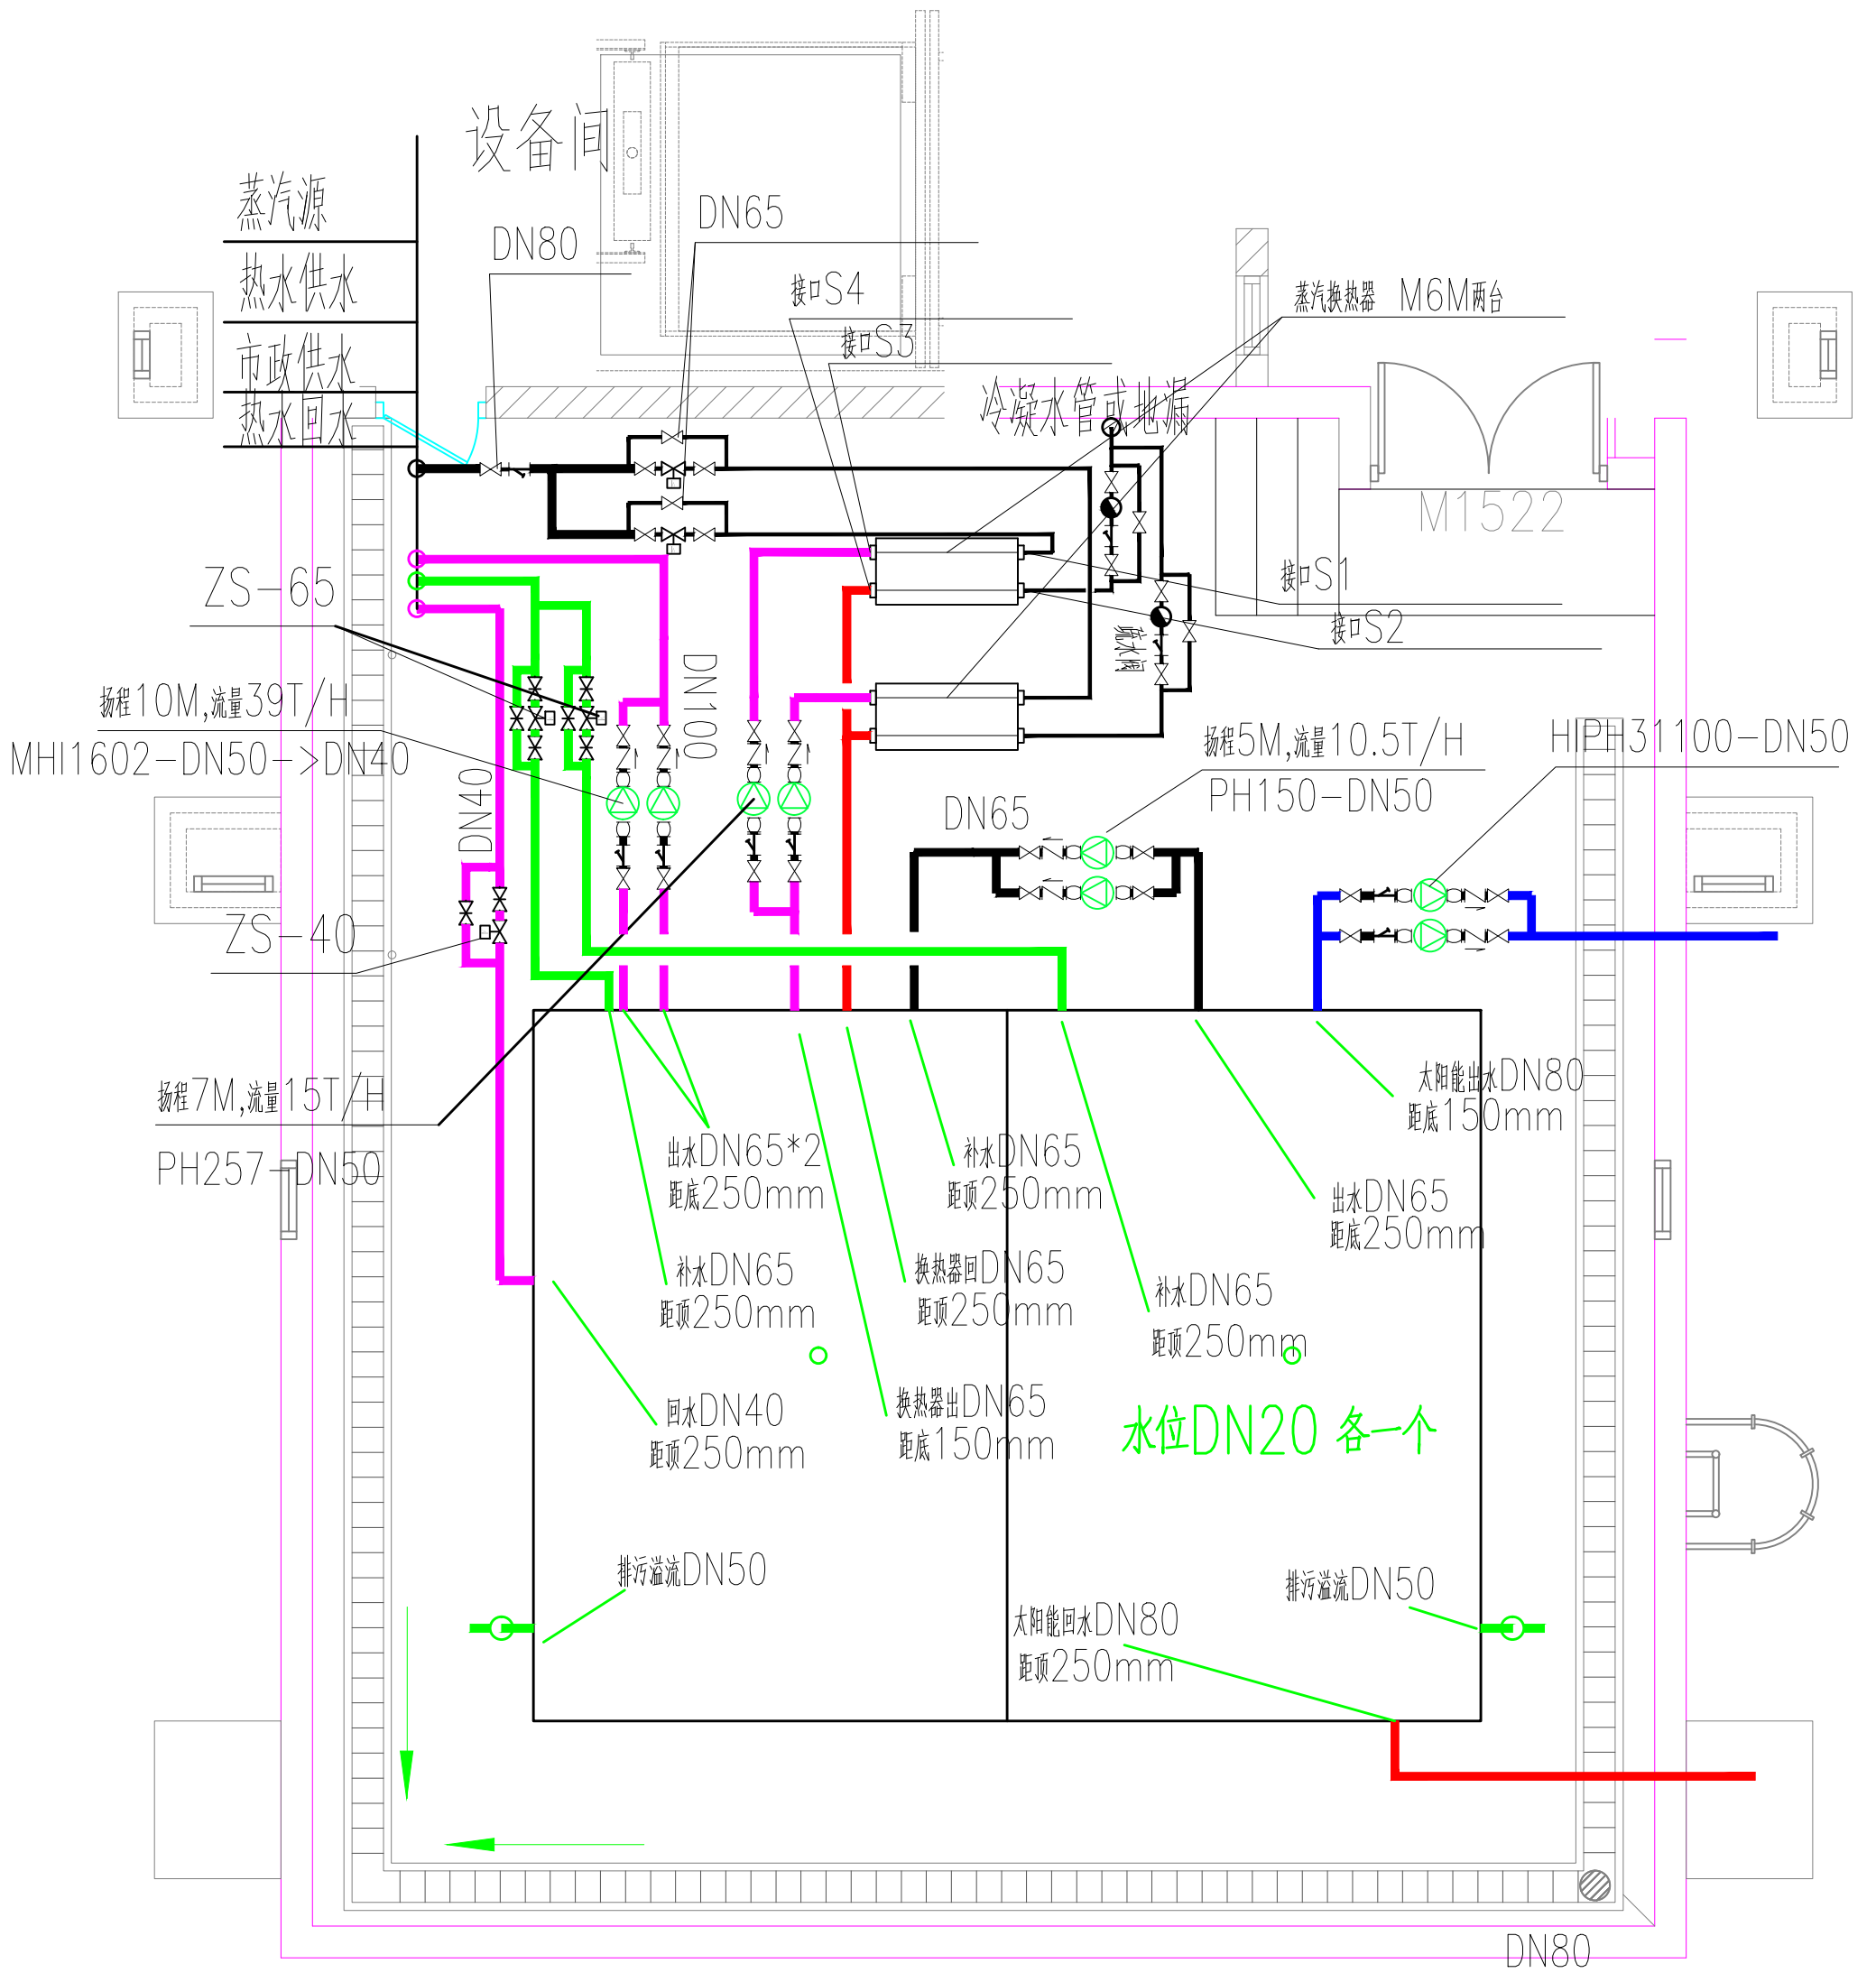 设备间
蒸汽源
DN65
DN80
热水供水
接口S4
蒸汽换热器 M6M两台
接口S3
市政供水
热水回水
冷凝水管或地漏
M1522
ZS-65
接口S1
接口S2
疏水阀
DN100
扬程10M,流量39T/H
MHI1602-DN50->DN40
扬程5M,流量10.5T/H
PH150-DN50
HIPH31100-DN50
DN40
DN65
ZS-40
扬程7M,流量15T/H
PH257-DN50
太阳能出水DN80
距底150mm
出水DN65*2
距底250mm
补水DN65
距顶250mm
出水DN65
距底250mm
补水DN65
距顶250mm
换热器回DN65
距顶250mm
补水DN65
距顶250mm
回水DN40
距顶250mm
换热器出DN65
距底150mm
水位DN20 各一个
排污溢流DN50
排污溢流DN50
太阳能回水DN80
距顶250mm
DN80